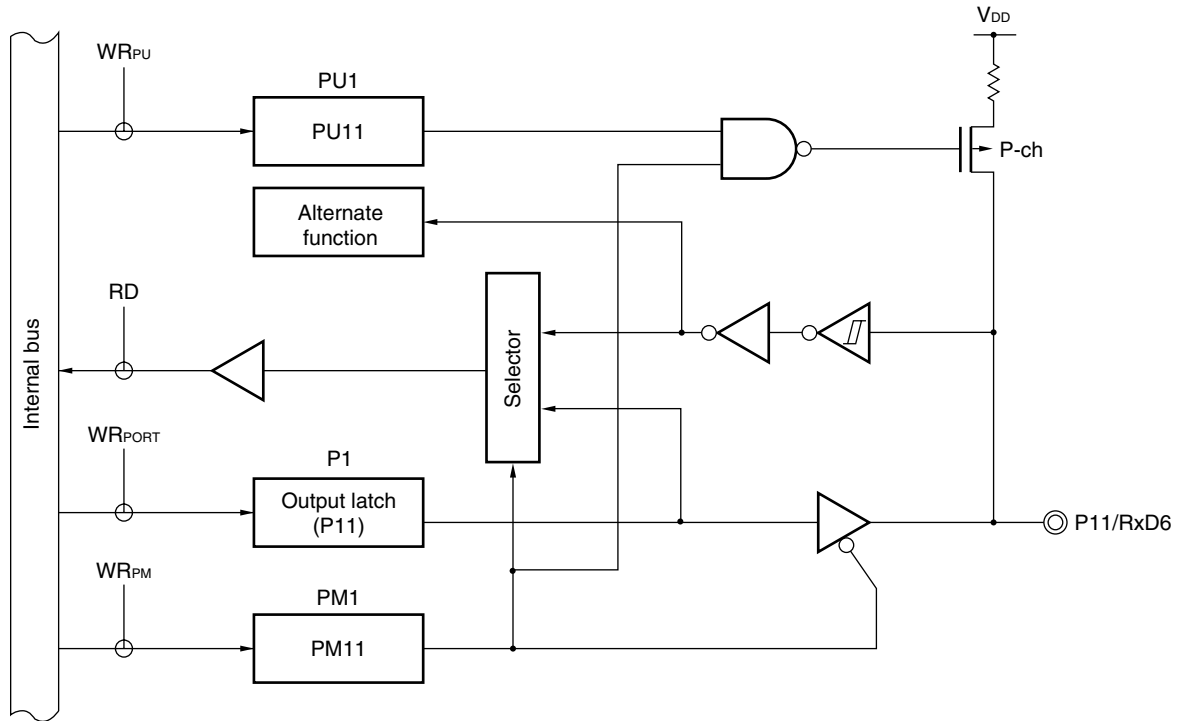 VDD
WRPU
PU1
PU11
P-ch
Alternate
function
RD
Selector
Internal bus
WRPORT
P1
Output latch
(P11)
P11/RxD6
WRPM
PM1
PM11